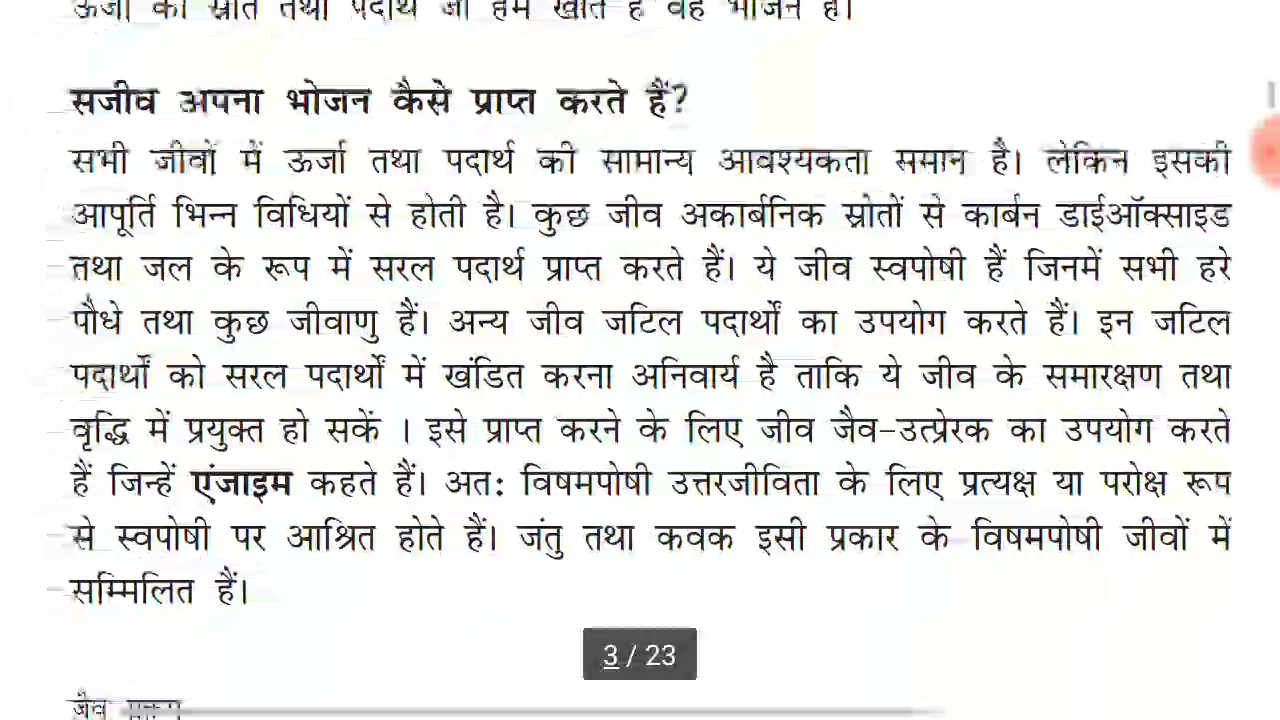 ऊर्जा का स्रोत तथा पदार्थ जो हम खाते हैं वह भोजन है।
सजीव अपना भोजन कैसे प्राप्त करते हैं?
सभी जीवों में ऊर्जा तथा पदार्थ की सामान्य आवश्यकता समान है। लेकिन इसकी
आपूर्ति भिन्न विधियों से होती है। कुछ जीव अकार्बनिक स्रोतों से कार्बन डाईऑक्साइड
तथा जल के रूप में सरल पदार्थ प्राप्त करते हैं। ये जीव स्वपोषी हैं जिनमें सभी हरे
पौधे तथा कुछ जीवाणु हैं। अन्य जीव जटिल पदार्थों का उपयोग करते हैं। इन जटिल
पदार्थों को सरल पदार्थों में खंडित करना अनिवार्य है ताकि ये जीव के समारक्षण तथा
वृद्धि में प्रयुक्त हो सकें । इसे प्राप्त करने के लिए जीव जैव-उत्प्रेरक का उपयोग करते
हैं जिन्हें एंजाइम कहते हैं। अतः विषमपोषी उत्तरजीविता के लिए प्रत्यक्ष या परोक्ष रूप
से स्वपोषी पर आश्रित होते हैं। जंतु तथा कवक इसी प्रकार के विषमपोषी जीवों में
सम्मिलित हैं।
3 / 23
जैव प्रक्रम